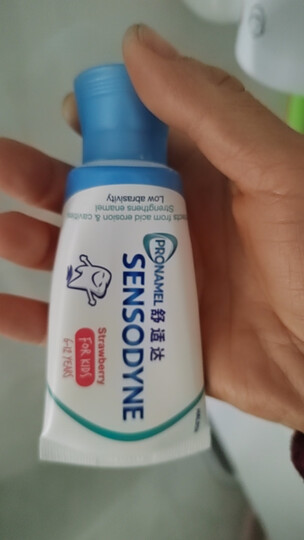 PRONAMEL
舒适达
SENSODYNE
Strawberry
FOR KIDS
6-12 YEARS
from acid erosion & cavities
Strengthens enamel
Low abrasivity